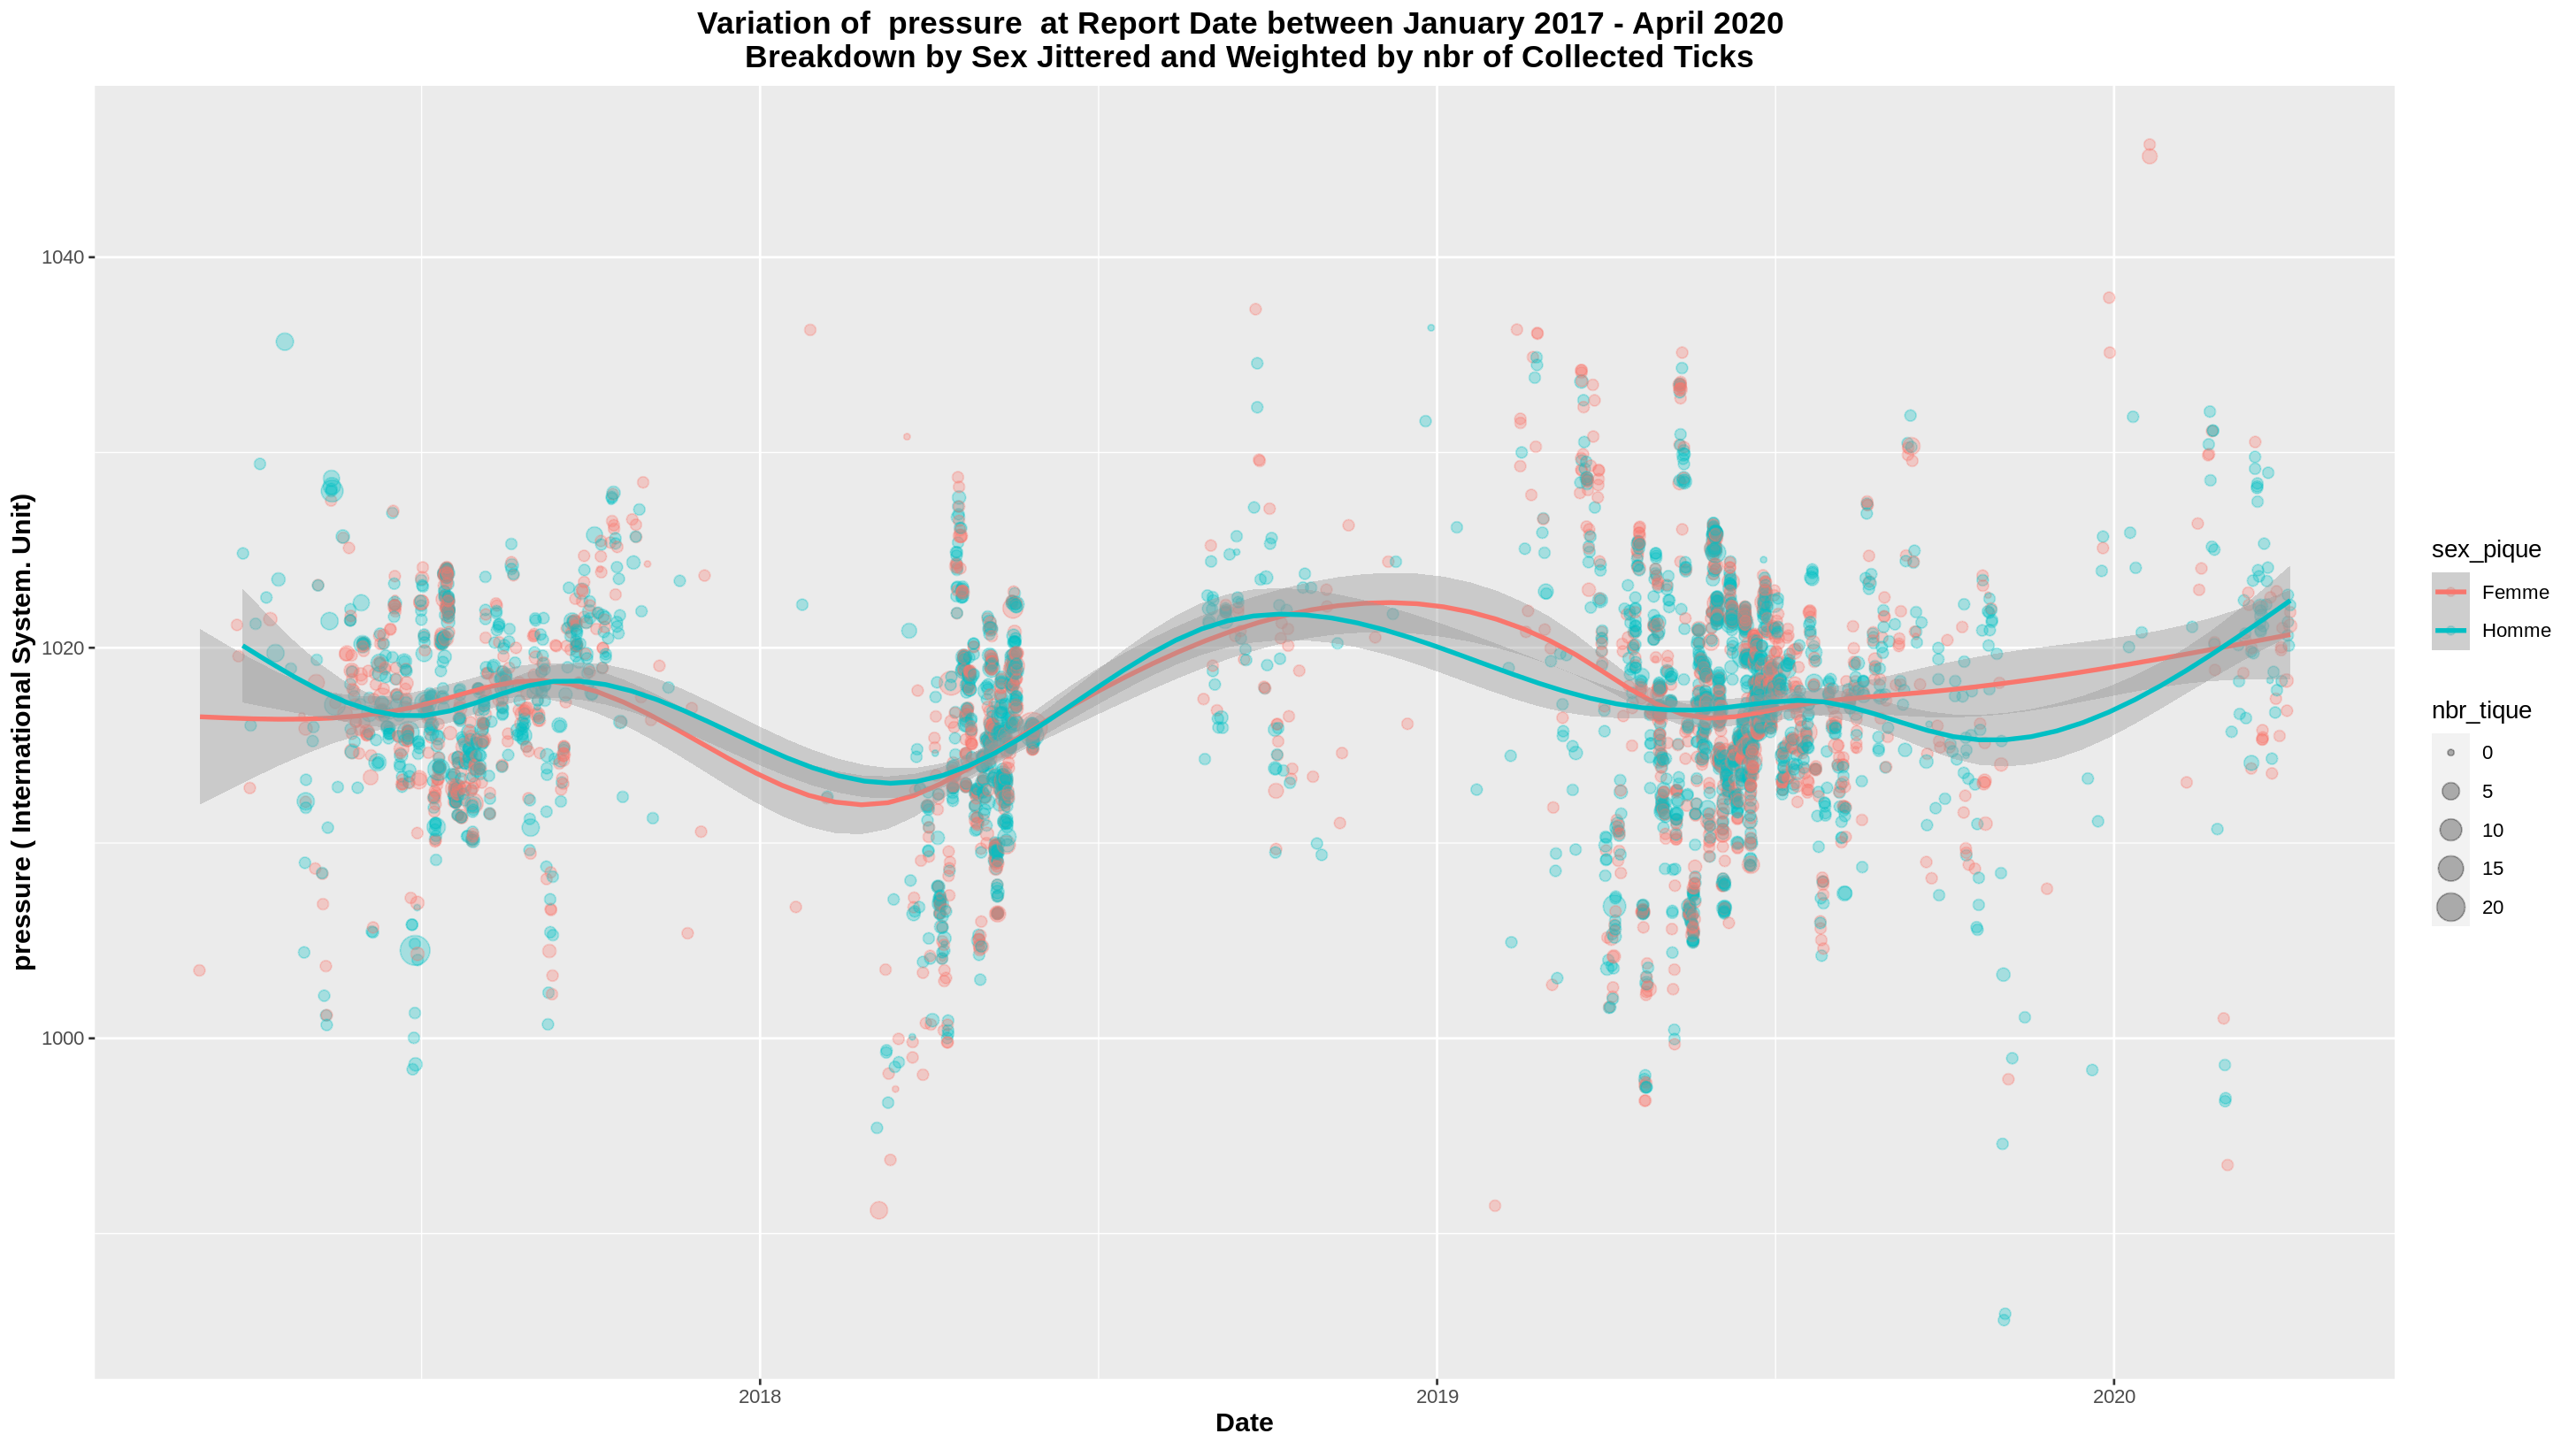 Variation of  pressure  at Report Date between January 2017 - April 2020
Breakdown by Sex Jittered and Weighted by nbr of Collected Ticks
pressure ( International System. Unit)
1040
1020
1000
2018
2019
2020
Date
sex_pique
Femme
Homme
nbr_tique
0
5
10
15
20